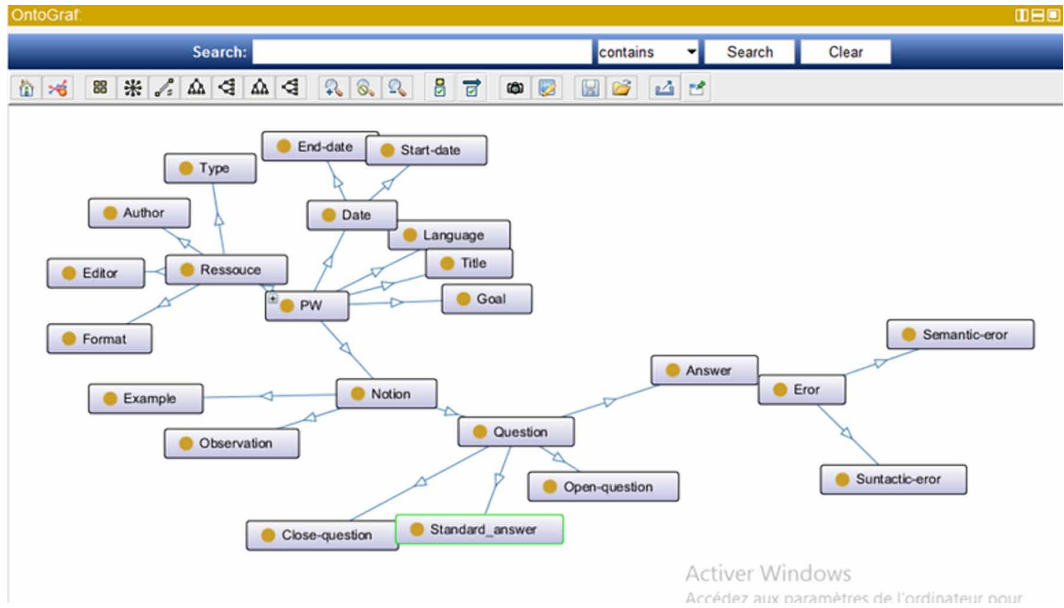 OntoGraf:
Search:
contains
Search
Clear
End-date
Start-date
Type
Author
Date
Language
Editor
Ressouce
Title
PW
Goal
Format
Semantic-eror
Answer
Eror
Example
Notion
Observation
Question
Suntactic-eror
Open-question
Close-question
Standard_answer
Activer Windows
Accédez aux paramètres de l'ordinateur pour